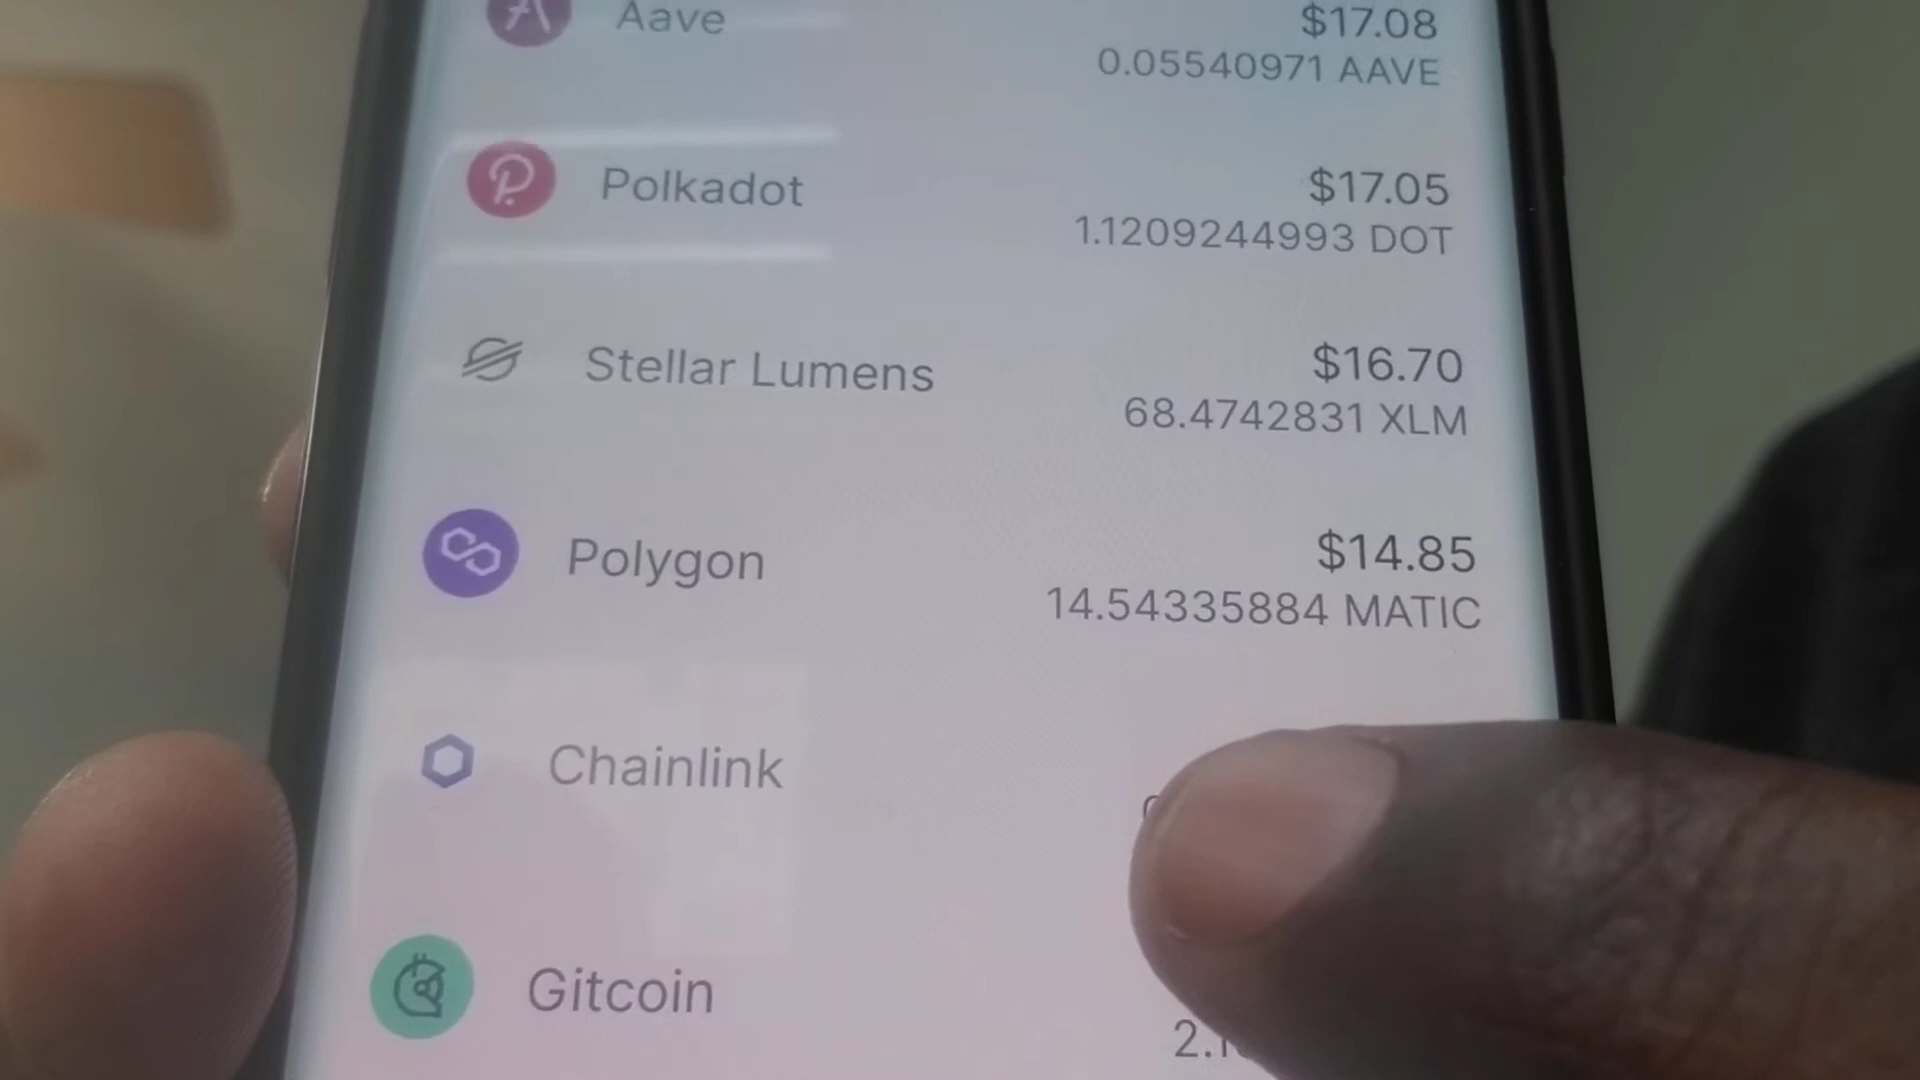 Aave
$17.08
0.05540971 AAVE
Polkadot
$17.05
1.1209244993 DOT
Stellar Lumens
$16.70
68.4742831 XLM
Polygon
$14.85
14.54335884 MATIC
Chainlink
Gitcoin